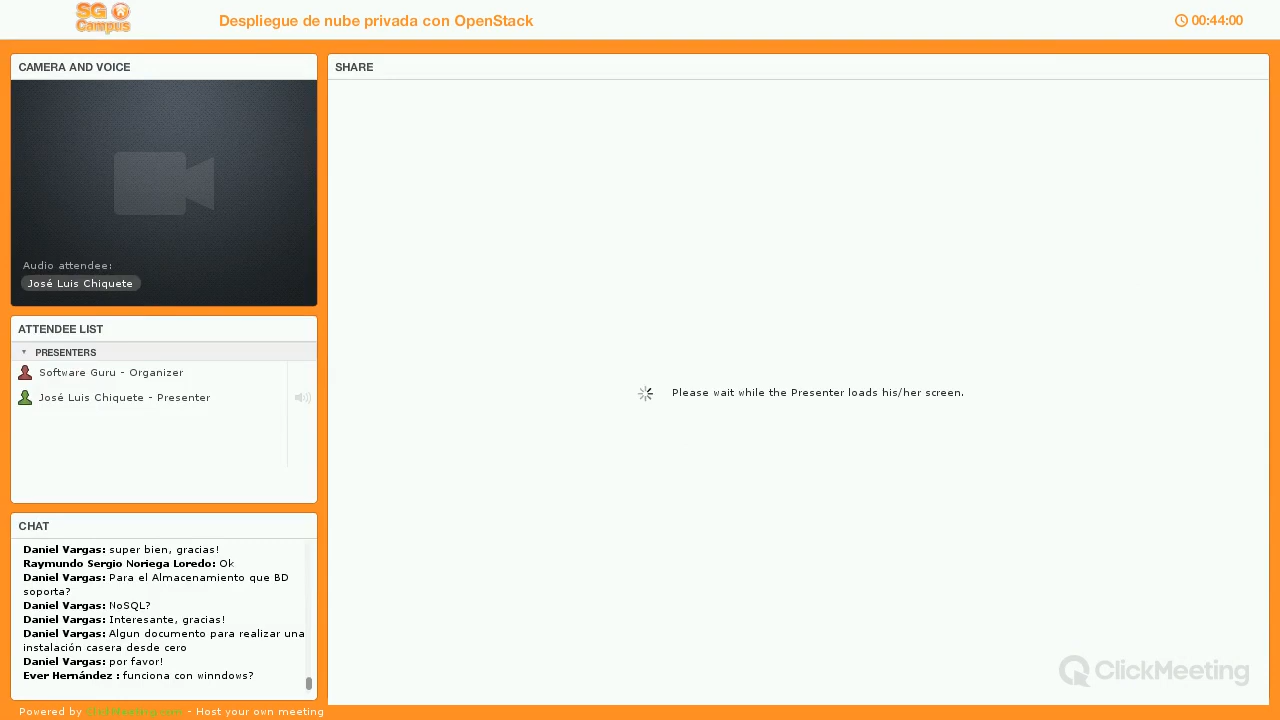 SG Campus
Despliegue de nube privada con OpenStack
00:44:00
CAMERA AND VOICE
Audio attendee:
José Luis Chiquete
ATTENDEE LIST
PRESENTERS
Software Guru - Organizer
José Luis Chiquete - Presenter
CHAT
Daniel Vargas: super bien, gracias!
Raymundo Sergio Noriega Loredo: Ok
Daniel Vargas: Para el Almacenamiento que BD
soporta?
Daniel Vargas: NoSQL?
Daniel Vargas: Interesante, gracias!
Daniel Vargas: Algun documento para realizar una
instalación casera desde cero
Daniel Vargas: por favor!
Ever Hernández : funciona con winndows?
Powered by ClickMeeting.com - Host your own meeting
SHARE
Please wait while the Presenter loads his/her screen.
ClickMeeting